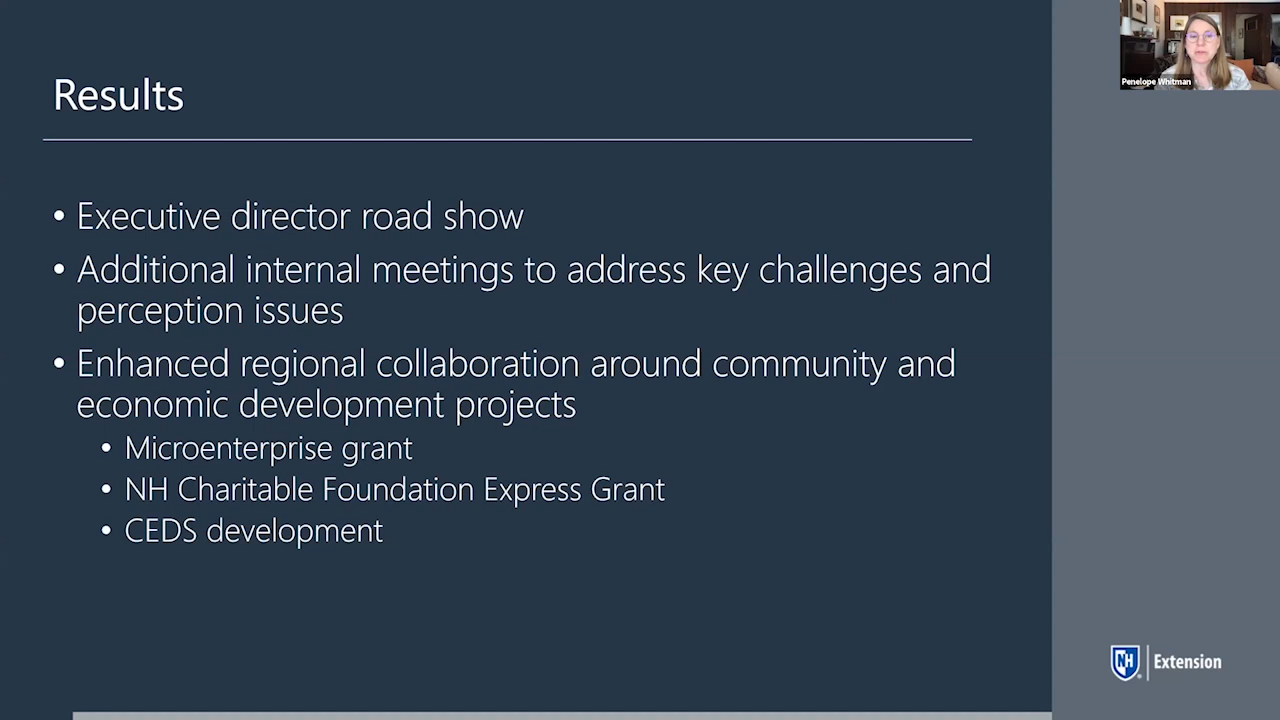 Penelope Whitman
Results
• Executive director road show
• Additional internal meetings to address key challenges and
perception issues
• Enhanced regional collaboration around community and
economic development projects
• Microenterprise grant
• NH Charitable Foundation Express Grant
• CEDS development
NH Extension